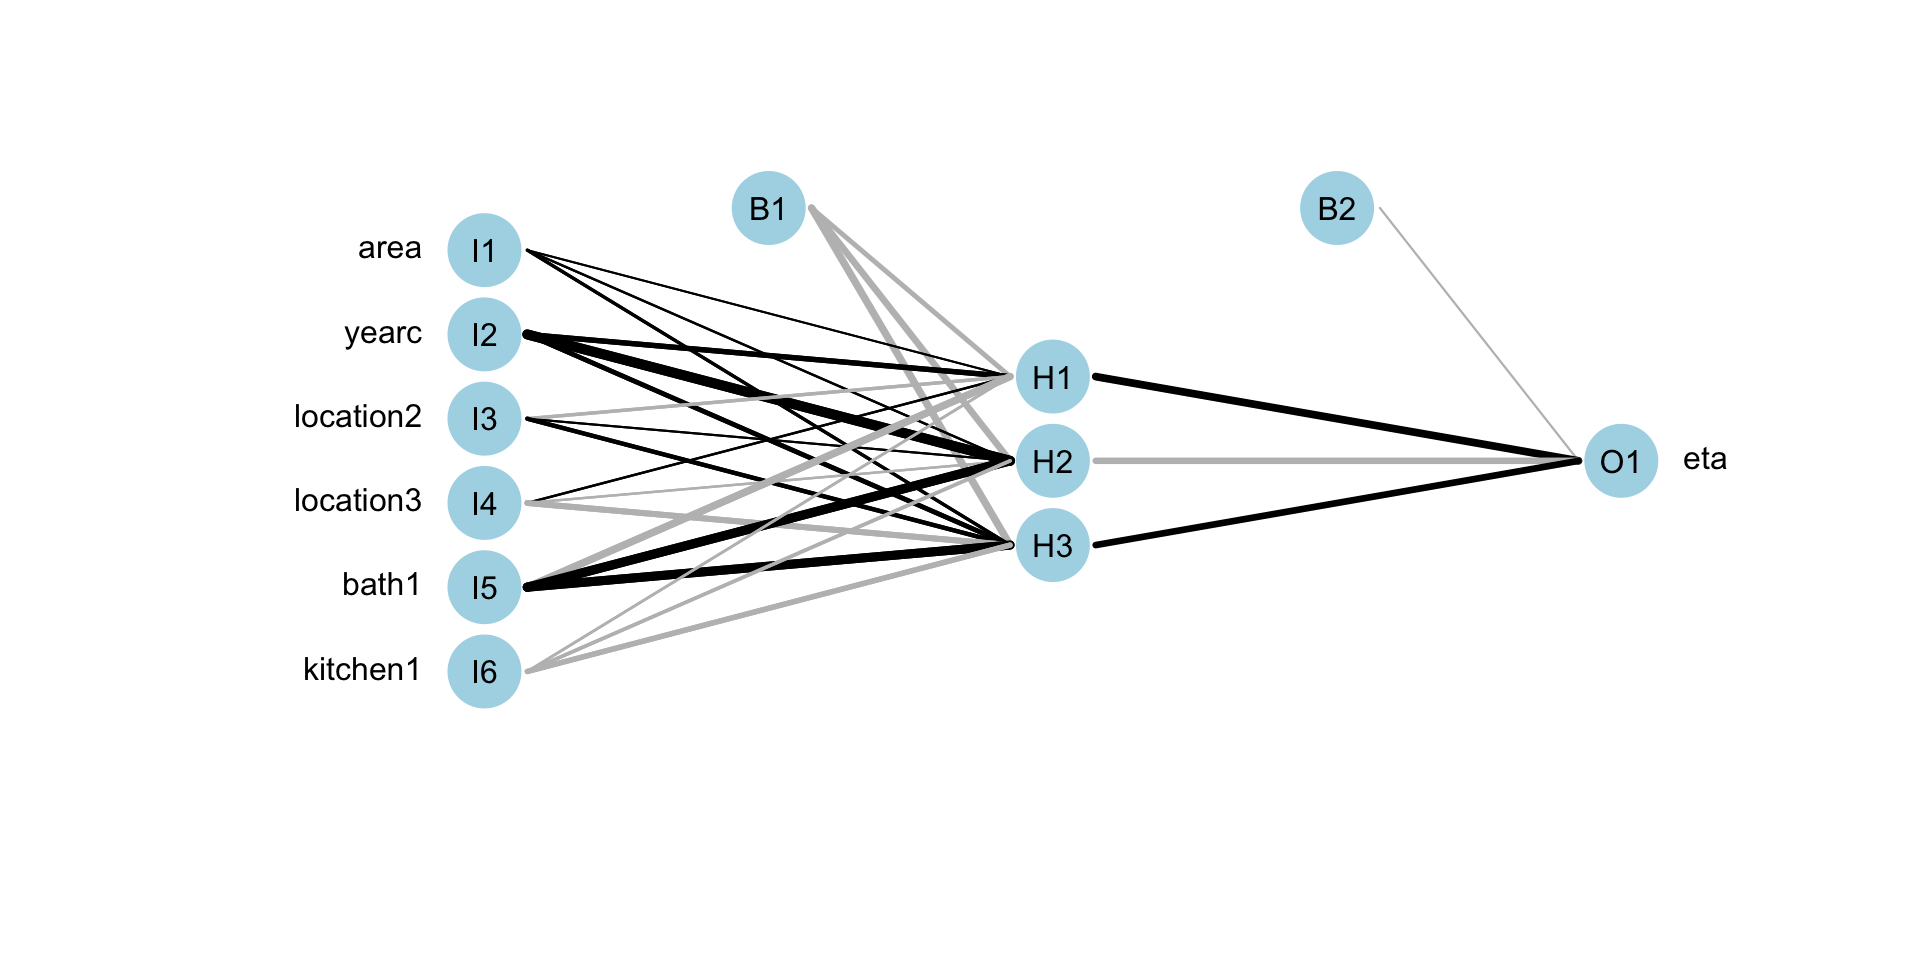 B1
B2
area I1
yearc I2
location2 I3
H1
location3 I4
H2
O1 eta
bath1 I5
H3
kitchen1 I6